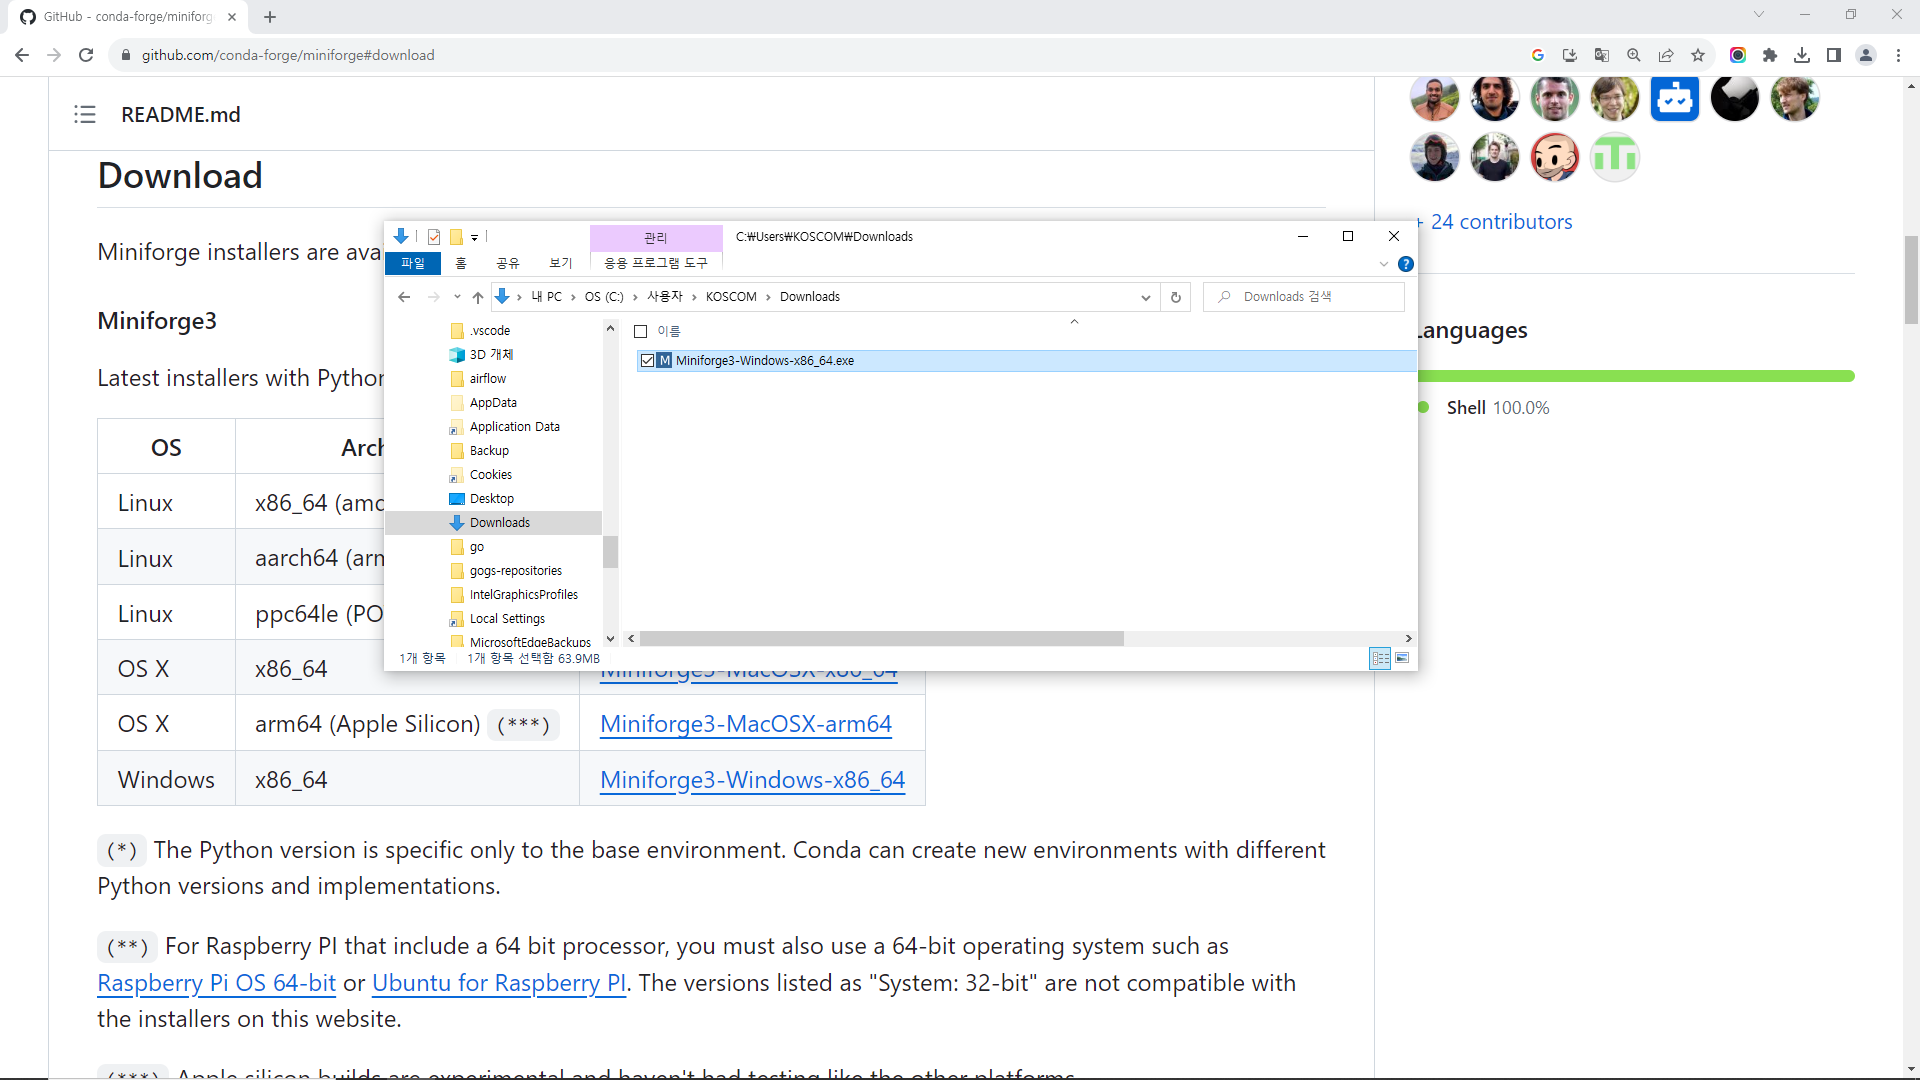 GitHub - conda-forge/miniforg
github.com/conda-forge/miniforge#download
README.md
Download
Miniforge installers are ava
Miniforge3
Latest installers with Python
OS
Arch
Linux
x86_64 (amd
Linux
aarch64 (arm
Linux
ppc64le (PO
OS X
x86_64
Miniforge3-MacOSX-x86_64
OS X
arm64 (Apple Silicon) (***)
Miniforge3-MacOSX-arm64
Windows
x86_64
Miniforge3-Windows-x86_64
(*) The Python version is specific only to the base environment. Conda can create new environments with different
Python versions and implementations.
(**) For Raspberry PI that include a 64 bit processor, you must also use a 64-bit operating system such as
Raspberry Pi OS 64-bit or Ubuntu for Raspberry PI. The versions listed as "System: 32-bit" are not compatible with
the installers on this website.
(***) Apple silicon builds are experimental and haven't had testing like the other platforms.
관리
C:₩Users₩KOSCOM₩Downloads
파일
홈
공유
보기
응용 프로그램 도구
내 PC > OS (C:) > 사용자 > KOSCOM > Downloads
Downloads 검색
.vscode
3D 개체
airflow
AppData
Application Data
Backup
Cookies
Desktop
Downloads
go
gogs-repositories
IntelGraphicsProfiles
Local Settings
MicrosoftEdgeBackups
이름
M Miniforge3-Windows-x86_64.exe
1개 항목
1개 항목 선택함 63.9MB
+ 24 contributors
Languages
Shell 100.0%